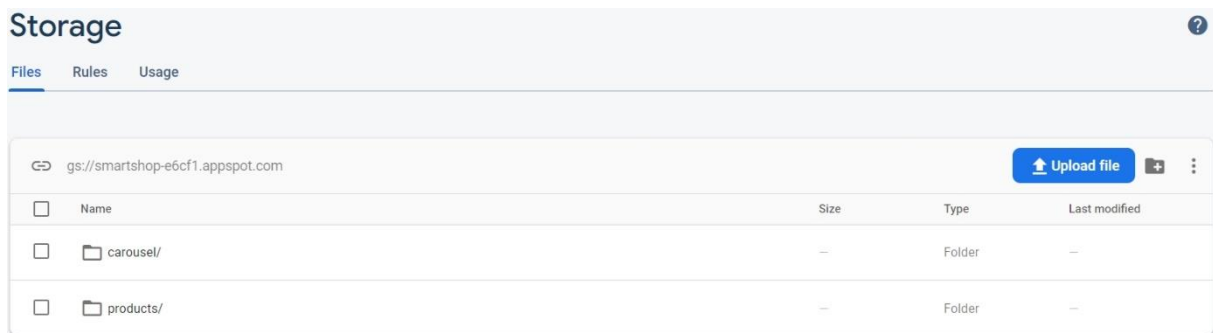 Storage
Files Rules Usage
gs://smartshop-e6cf1.appspot.com Upload file
Name Size Type Last modified
carousel/ — Folder —
products/ — Folder —